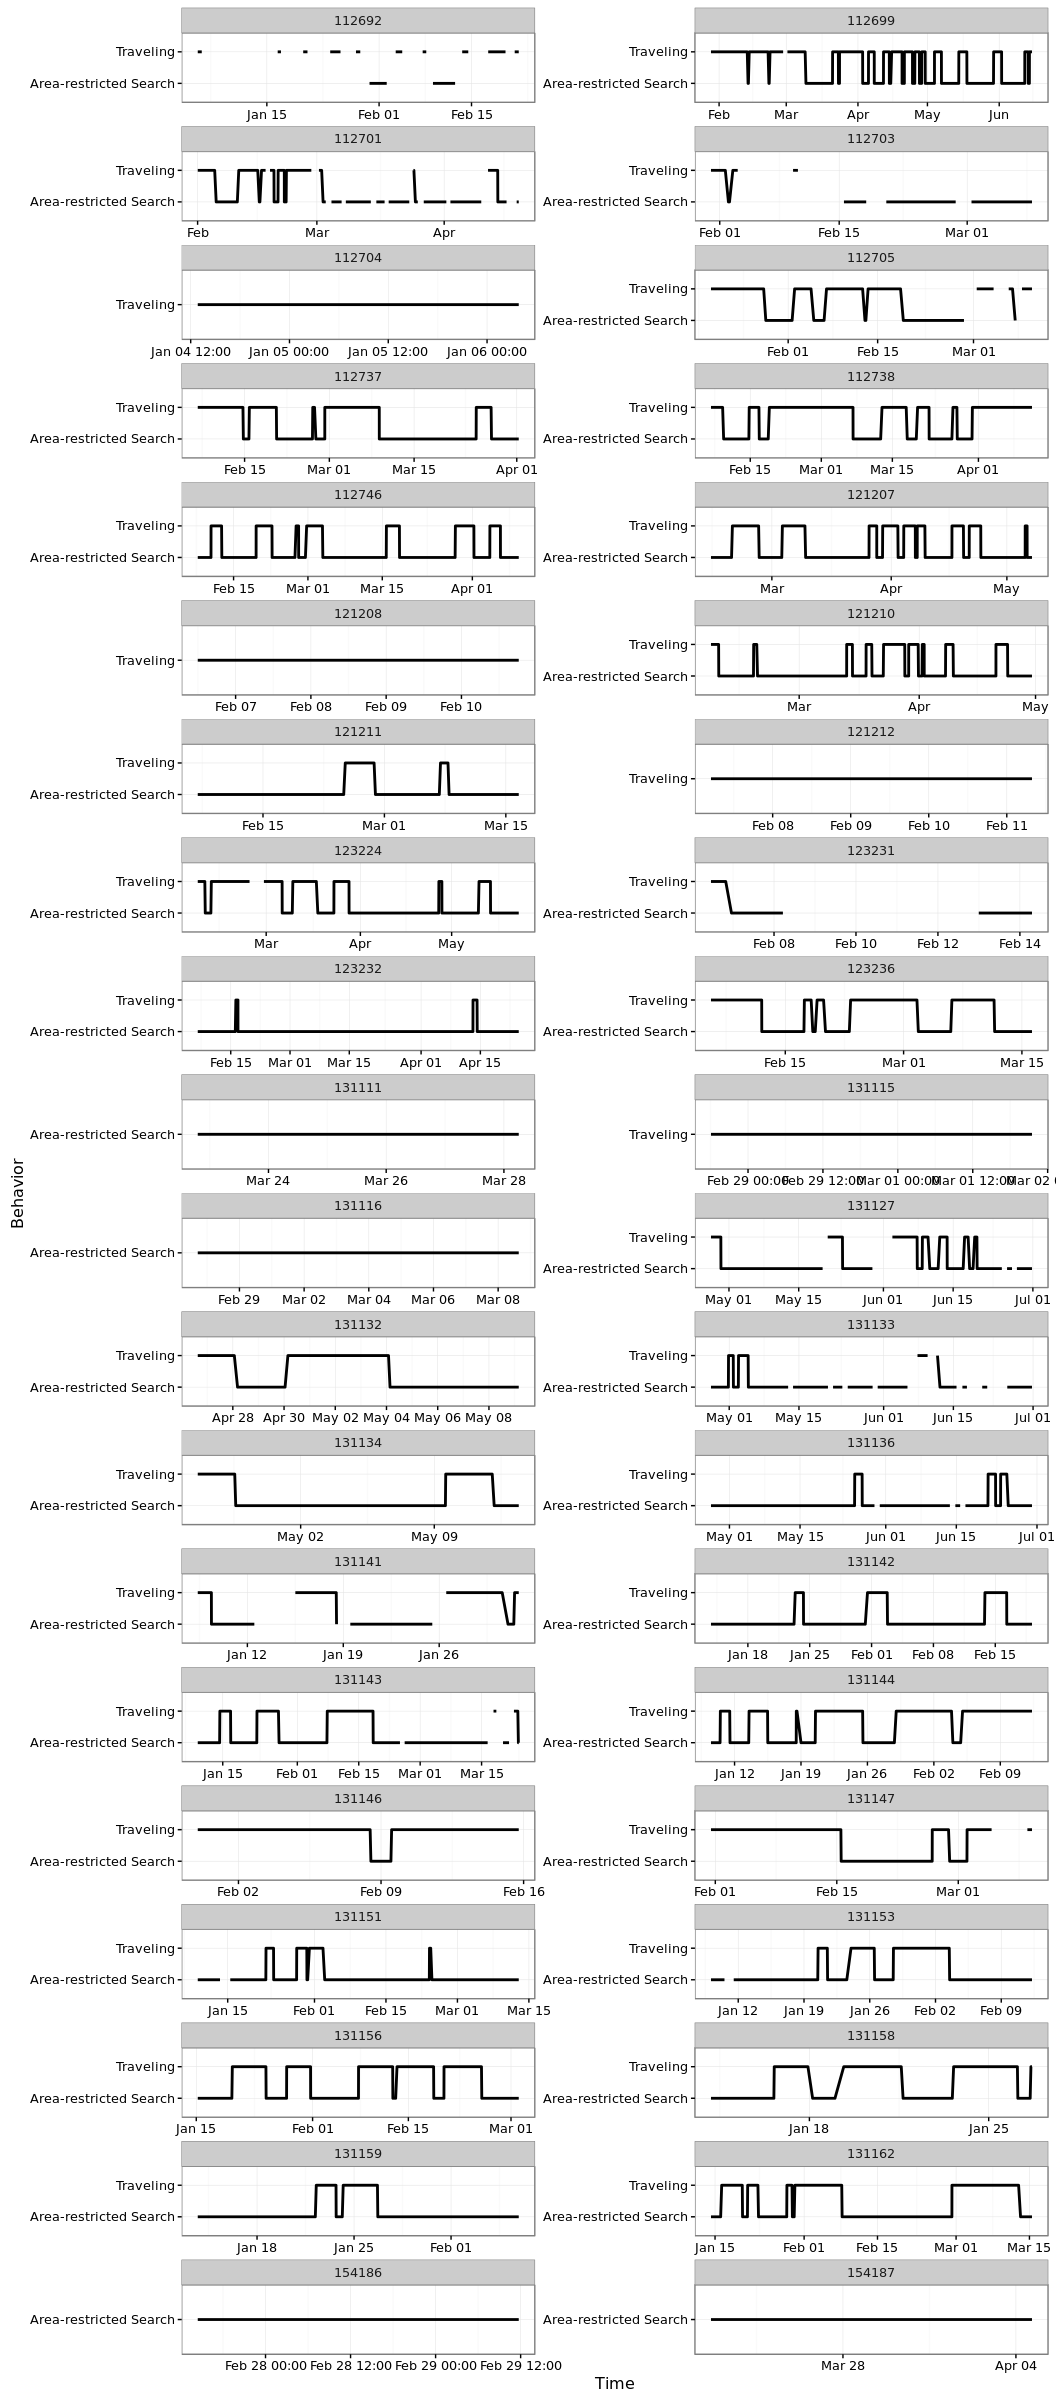 112692 112699
Traveling Traveling
Area-restricted Search Area-restricted Search
Jan 15 Feb 01 Feb 15 Feb Mar Apr May Jun
112701 112703
Traveling Traveling
Area-restricted Search Area-restricted Search
Feb Mar Apr Feb 01 Feb 15 Mar 01
112704 112705
Traveling Traveling
Area-restricted Search
Jan 04 12:00 Jan 05 00:00 Jan 05 12:00 Jan 06 00:00 Feb 01 Feb 15 Mar 01
112737 112738
Traveling Traveling
Area-restricted Search Area-restricted Search
Feb 15 Mar 01 Mar 15 Apr 01 Feb 15 Mar 01 Mar 15 Apr 01
112746 121207
Traveling Traveling
Area-restricted Search Area-restricted Search
Feb 15 Mar 01 Mar 15 Apr 01 Mar Apr May
121208 121210
Traveling Traveling
Area-restricted Search
Feb 07 Feb 08 Feb 09 Feb 10 Mar Apr May
121211 121212
Traveling Traveling
Area-restricted Search
Feb 15 Mar 01 Mar 15 Feb 08 Feb 09 Feb 10 Feb 11
123224 123231
Traveling Traveling
Area-restricted Search Area-restricted Search
Mar Apr May Feb 08 Feb 10 Feb 12 Feb 14
123232 123236
Traveling Traveling
Area-restricted Search Area-restricted Search
Feb 15 Mar 01 Mar 15 Apr 01 Apr 15 Feb 15 Mar 01 Mar 15
131111 131115
Area-restricted Search Traveling
Mar 24 Mar 26 Mar 28 Feb 29 00:00 Feb 29 12:00 Mar 01 00:00 Mar 01 12:00 Mar 02
Behavior
131116 131127
Area-restricted Search Traveling
Area-restricted Search
Feb 29 Mar 02 Mar 04 Mar 06 Mar 08 May 01 May 15 Jun 01 Jun 15 Jul 01
131132 131133
Traveling Traveling
Area-restricted Search Area-restricted Search
Apr 28 Apr 30 May 02 May 04 May 06 May 08 May 01 May 15 Jun 01 Jun 15 Jul 01
131134 131136
Traveling Traveling
Area-restricted Search Area-restricted Search
May 02 May 09 May 01 May 15 Jun 01 Jun 15 Jul 01
131141 131142
Traveling Traveling
Area-restricted Search Area-restricted Search
Jan 12 Jan 19 Jan 26 Jan 18 Jan 25 Feb 01 Feb 08 Feb 15
131143 131144
Traveling Traveling
Area-restricted Search Area-restricted Search
Jan 15 Feb 01 Feb 15 Mar 01 Mar 15 Jan 12 Jan 19 Jan 26 Feb 02 Feb 09
131146 131147
Traveling Traveling
Area-restricted Search Area-restricted Search
Feb 02 Feb 09 Feb 16 Feb 01 Feb 15 Mar 01
131151 131153
Traveling Traveling
Area-restricted Search Area-restricted Search
Jan 15 Feb 01 Feb 15 Mar 01 Mar 15 Jan 12 Jan 19 Jan 26 Feb 02 Feb 09
131156 131158
Traveling Traveling
Area-restricted Search Area-restricted Search
Jan 15 Feb 01 Feb 15 Mar 01 Jan 18 Jan 25
131159 131162
Traveling Traveling
Area-restricted Search Area-restricted Search
Jan 18 Jan 25 Feb 01 Jan 15 Feb 01 Feb 15 Mar 01 Mar 15
154186 154187
Area-restricted Search Area-restricted Search
Feb 28 00:00 Feb 28 12:00 Feb 29 00:00 Feb 29 12:00 Mar 28 Apr 04
Time